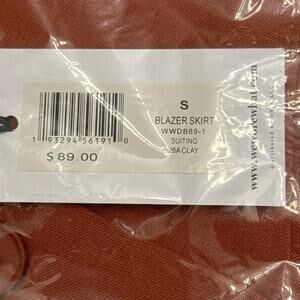 S
BLAZER SKIRT
WWDB89-1
SUITING
26A CLAY
1 93294 56191 0
$ 89.00
www.weworewhat.com